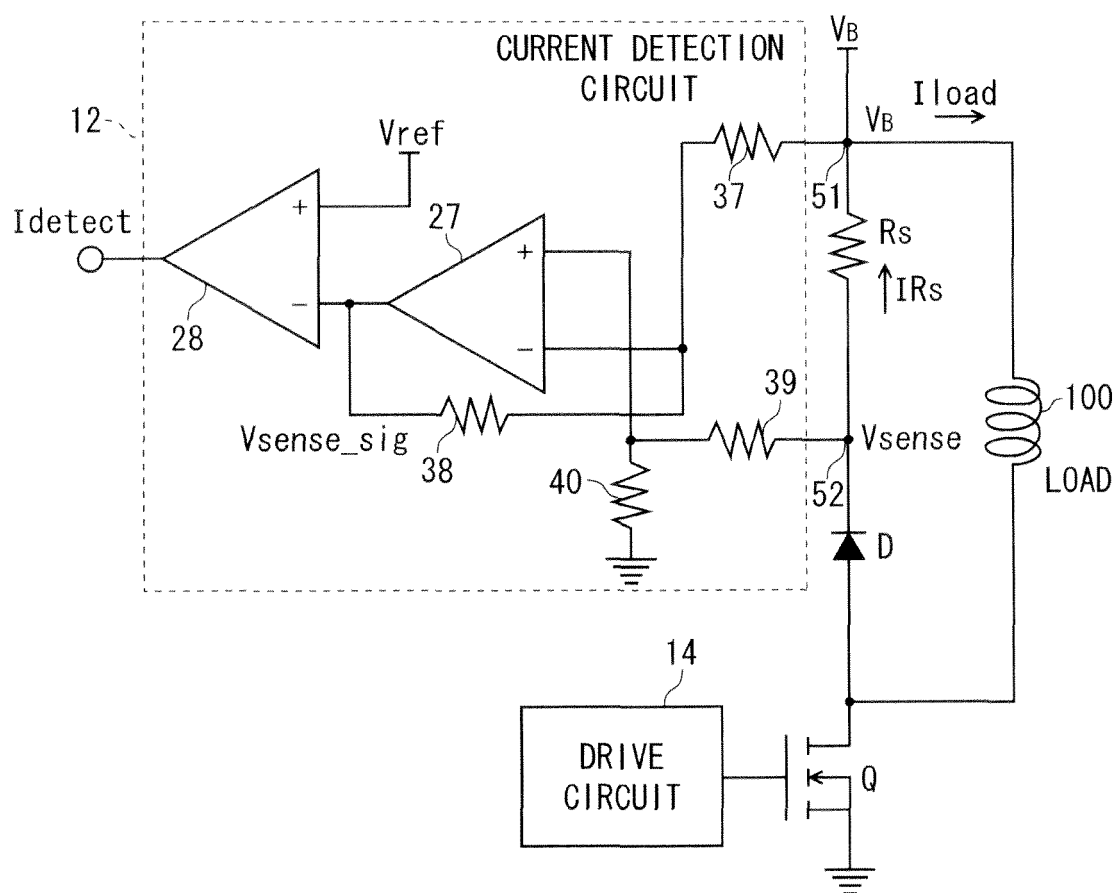 CURRENT DETECTION
CIRCUIT
VB
Iload
12
Vref
VB
37
51
Idetect
+
27
+
Rs
IRs
−
28
−
39
100
Vsense_sig
38
Vsense
40
52
LOAD
D
14
DRIVE
CIRCUIT
Q